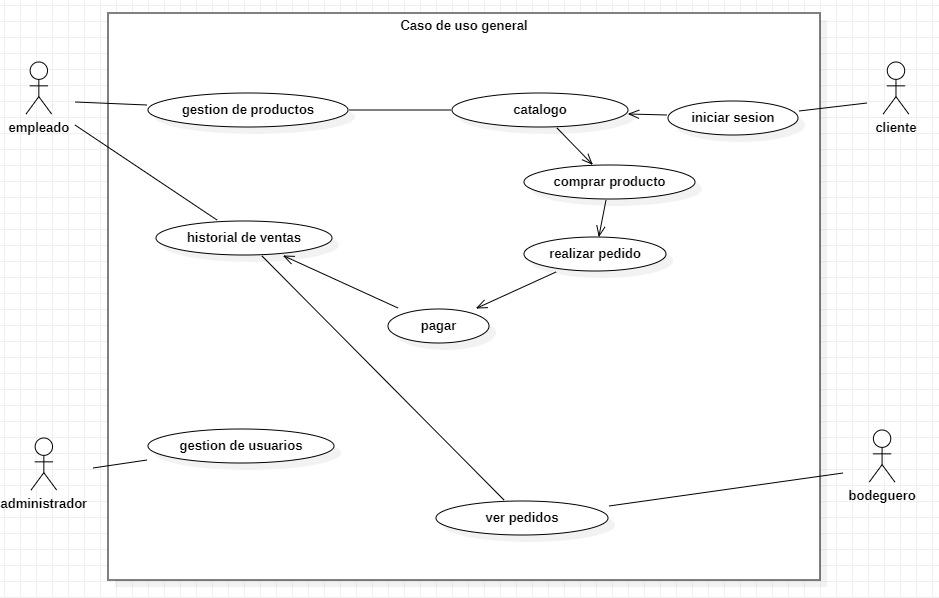 Caso de uso general
empleado
gestion de productos
catalogo
iniciar sesion
cliente
comprar producto
historial de ventas
realizar pedido
pagar
gestion de usuarios
administrador
bodeguero
ver pedidos